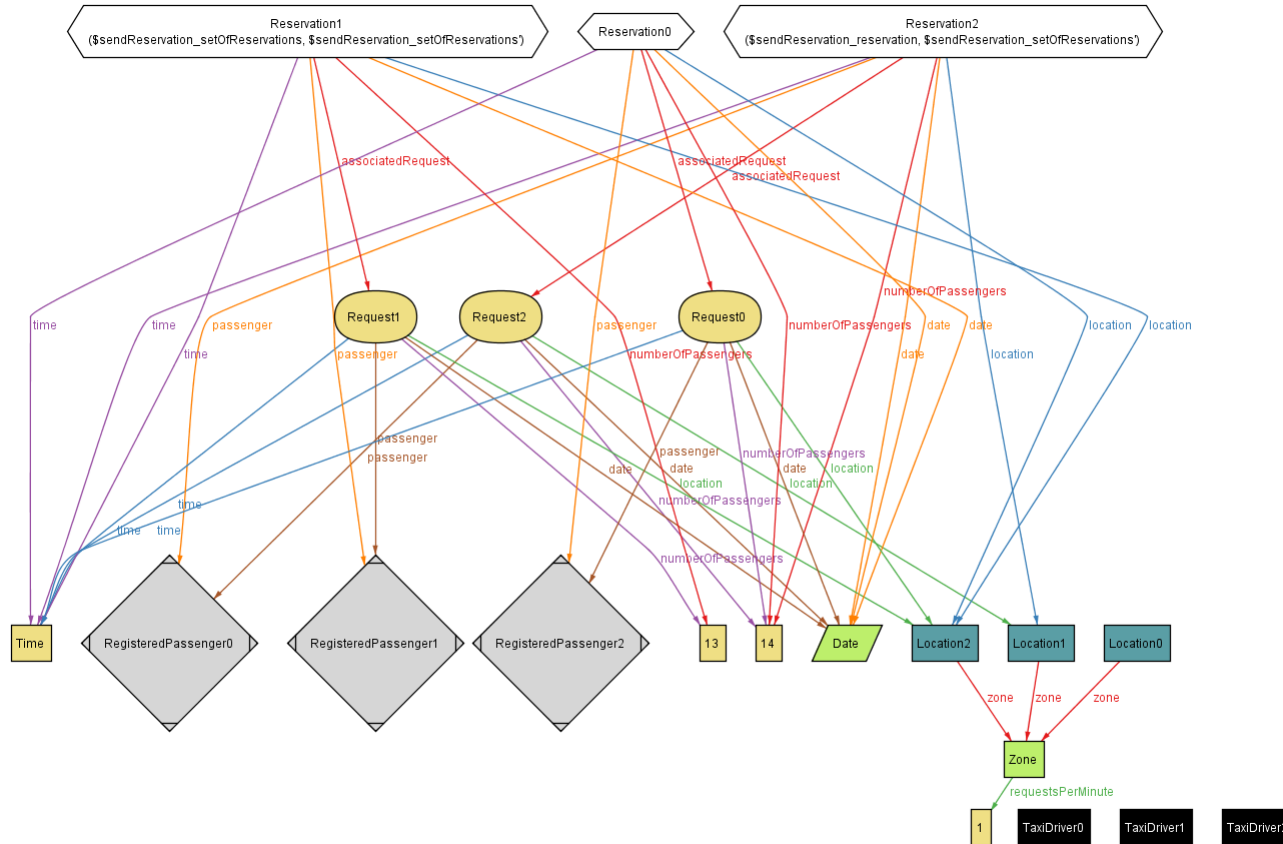 Reservation1
($sendReservation_setOfReservations, $sendReservation_setOfReservations')
Reservation0
Reservation2
($sendReservation_reservation, $sendReservation_setOfReservations')
associatedRequest
associatedRequest
associatedRequest
numberOfPassengers
Request1
Request2
Request0
time
time
passenger
passenger
numberOfPassengers
date
date
location
location
time
passenger
numberOfPassengers
date
location
passenger
passenger
passenger
numberOfPassengers
date
date
date
location
location
location
numberOfPassengers
time
time
time
numberOfPassengers
Time
RegisteredPassenger0
RegisteredPassenger1
RegisteredPassenger2
13
14
Date
Location2
Location1
Location0
zone
zone
zone
Zone
requestsPerMinute
1
TaxiDriver0
TaxiDriver1